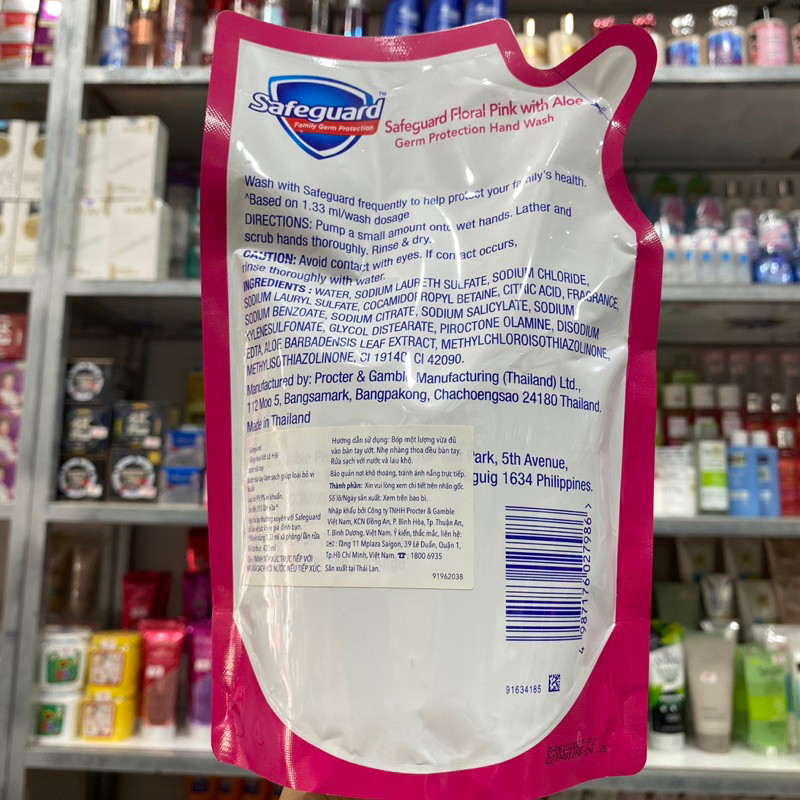 Safeguard™
Family Germ Protection
Safeguard Floral Pink with Aloe
Germ Protection Hand Wash
Wash with Safeguard frequently to help protect your family's health.
^Based on 1.33 ml/wash dosage
DIRECTIONS: Pump a small amount onto wet hands. Lather and
scrub hands thoroughly. Rinse & dry.
CAUTION: Avoid contact with eyes. If contact occurs,
rinse thoroughly with water.
INGREDIENTS : WATER, SODIUM LAURETH SULFATE, SODIUM CHLORIDE,
SODIUM LAURYL SULFATE, COCAMIDOPROPYL BETAINE, CITRIC ACID, FRAGRANCE,
SODIUM BENZOATE, SODIUM CITRATE, SODIUM SALICYLATE, SODIUM
XYLENESULFONATE, GLYCOL DISTEARATE, PIROCTONE OLAMINE, DISODIUM
EDTA, ALOE BARBADENSIS LEAF EXTRACT, METHYLCHLOROISOTHIAZOLINONE,
METHYLISOTHIAZOLINONE, CI 19140, CI 42090.
Manufactured by: Procter & Gamble Manufacturing (Thailand) Ltd.,
112 Moo 5, Bangsamark, Bangpakong, Chachoengsao 24180 Thailand.
Made in Thailand
Park, 5th Avenue,
guig 1634 Philippines.
Safeguard
Hướng dẫn sử dụng: Bóp một lượng vừa đủ
vào bàn tay ướt. Nhẹ nhàng thoa đều bàn tay.
Rửa sạch với nước và lau khô.
Bảo quản nơi khô thoáng, tránh ánh nắng trực tiếp.
Thành phần: Xin vui lòng xem chi tiết trên nhãn gốc.
Số lô/Ngày sản xuất: Xem trên bao bì.
Nhập khẩu bởi Công ty TNHH Procter & Gamble
Việt Nam, KCN Đồng An, P. Bình Hòa, Tp. Thuận An,
T. Bình Dương, Việt Nam. Ý kiến, thắc mắc, liên hệ:
Tầng 11 Mplaza Saigon, 39 Lê Duẩn, Quận 1,
Tp.Hồ Chí Minh, Việt Nam. ☎: 1800 6935
Sản xuất tại Thái Lan.
91962038
4 987176 027986
91634185